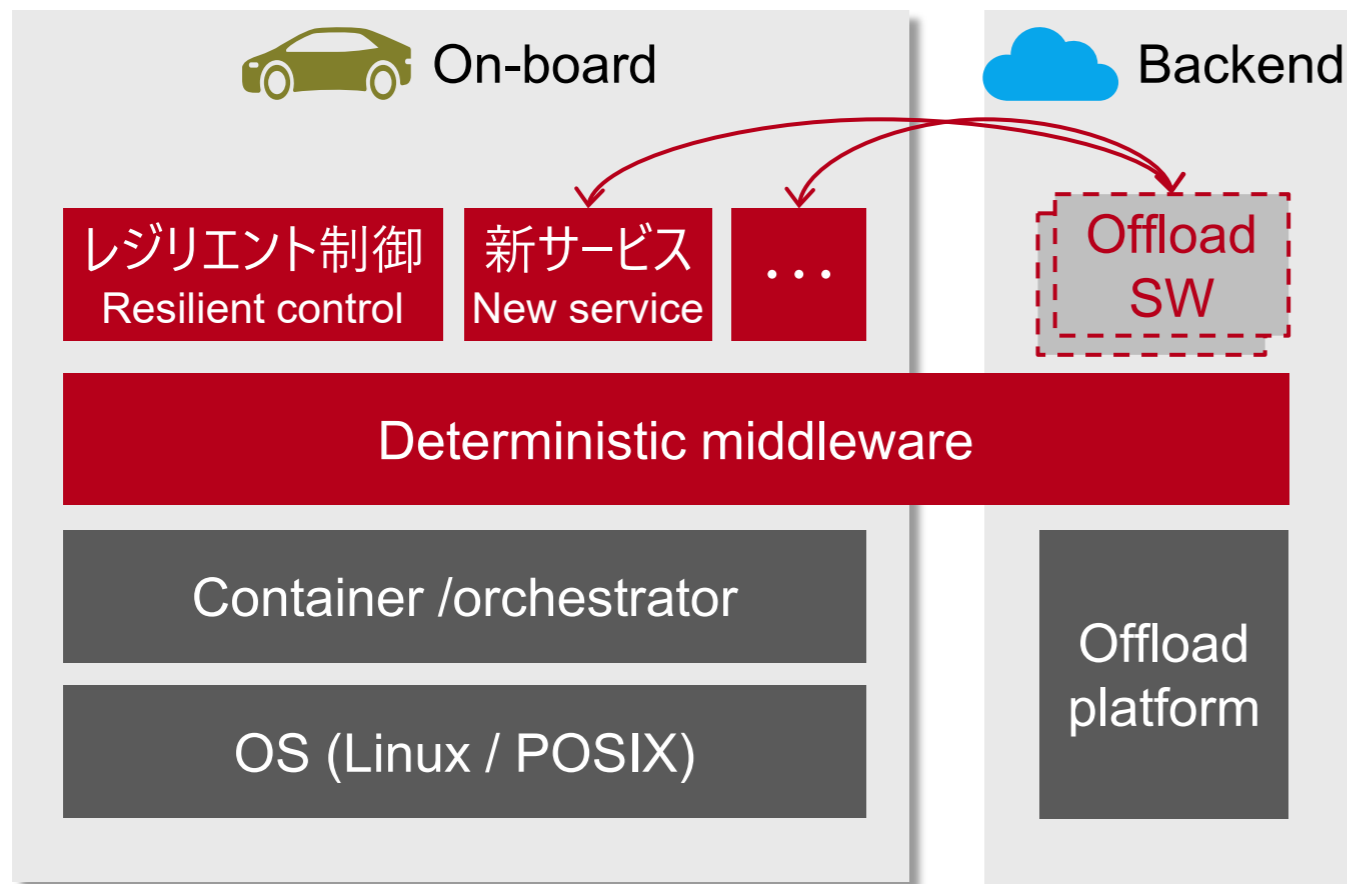 On-board
Backend
レジリエント制御
Resilient control
新サービス
New service
...
Offload
SW
Deterministic middleware
Container /orchestrator
OS (Linux / POSIX)
Offload
platform